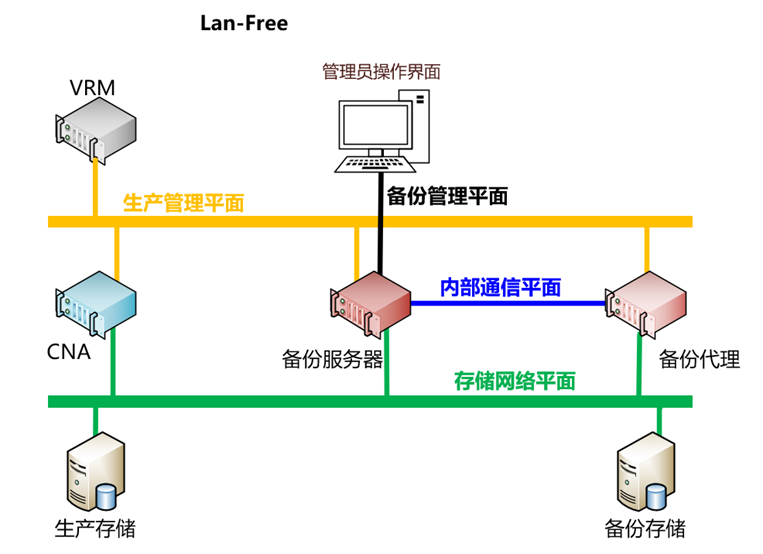 Lan-Free
管理员操作界面
VRM
生产管理平面
备份管理平面
内部通信平面
CNA
备份服务器
备份代理
存储网络平面
生产存储
备份存储